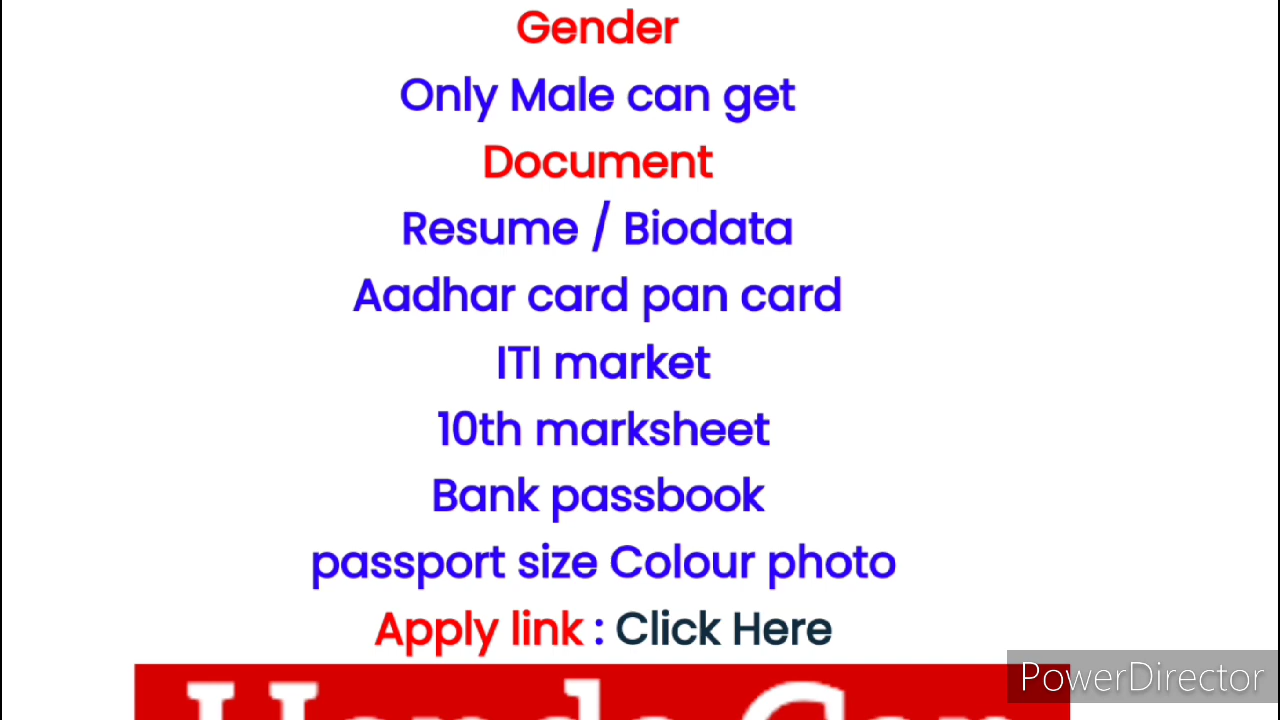 Gender
Only Male can get
Document
Resume / Biodata
Aadhar card pan card
ITI market
10th marksheet
Bank passbook
passport size Colour photo
Apply link : Click Here
PowerDirector